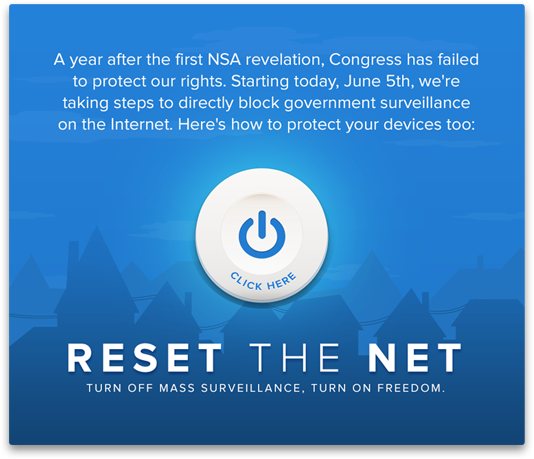 A year after the first NSA revelation, Congress has failed
to protect our rights. Starting today, June 5th, we're
taking steps to directly block government surveillance
on the Internet. Here's how to protect your devices too:
CLICK HERE
RESET THE NET
TURN OFF MASS SURVEILLANCE, TURN ON FREEDOM.